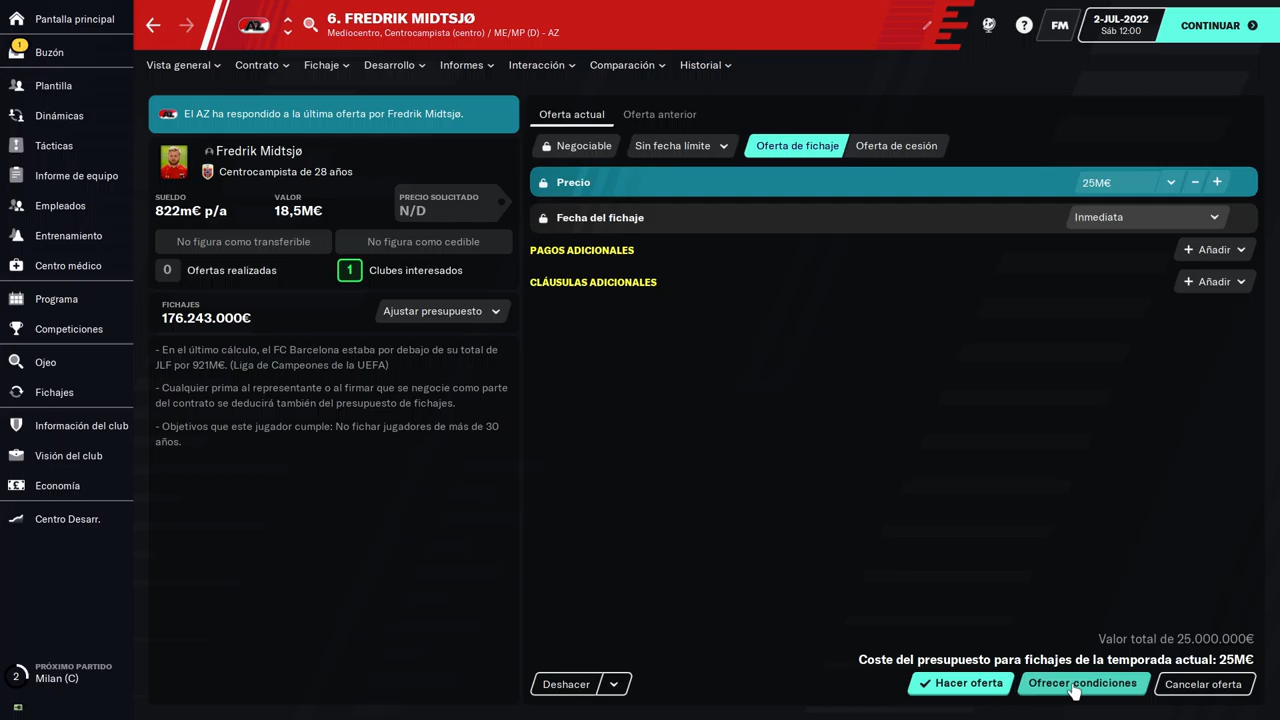 Pantalla principal
1
Buzón
Plantilla
Dinámicas
Tácticas
Informe de equipo
Empleados
Entrenamiento
Centro médico
Programa
Competiciones
Ojeo
Fichajes
Información del club
Visión del club
Economía
Centro Desarr.
2
PRÓXIMO PARTIDO
Milan (C)
AZ
6. FREDRIK MIDTSJØ
Mediocentro, Centrocampista (centro) / ME/MP (D) - AZ
?
FM
2-JUL-2022
Sáb 12:00
CONTINUAR
Vista general
Contrato
Fichaje
Desarrollo
Informes
Interacción
Comparación
Historial
El AZ ha respondido a la última oferta por Fredrik Midtsjø.
Fredrik Midtsjø
Centrocampista de 28 años
SUELDO
822m€ p/a
VALOR
18,5M€
PRECIO SOLICITADO
N/D
No figura como transferible
No figura como cedible
0
Ofertas realizadas
1
Clubes interesados
FICHAJES
176.243.000€
Ajustar presupuesto
- En el último cálculo, el FC Barcelona estaba por debajo de su total de
JLF por 921M€. (Liga de Campeones de la UEFA)
- Cualquier prima al representante o al firmar que se negocie como parte
del contrato se deducirá también del presupuesto de fichajes.
- Objetivos que este jugador cumple: No fichar jugadores de más de 30
años.
Oferta actual
Oferta anterior
Negociable
Sin fecha límite
Oferta de fichaje
Oferta de cesión
Precio
25M€
Fecha del fichaje
Inmediata
PAGOS ADICIONALES
Añadir
CLÁUSULAS ADICIONALES
Añadir
Valor total de 25.000.000€
Coste del presupuesto para fichajes de la temporada actual: 25M€
Deshacer
Hacer oferta
Ofrecer condiciones
Cancelar oferta